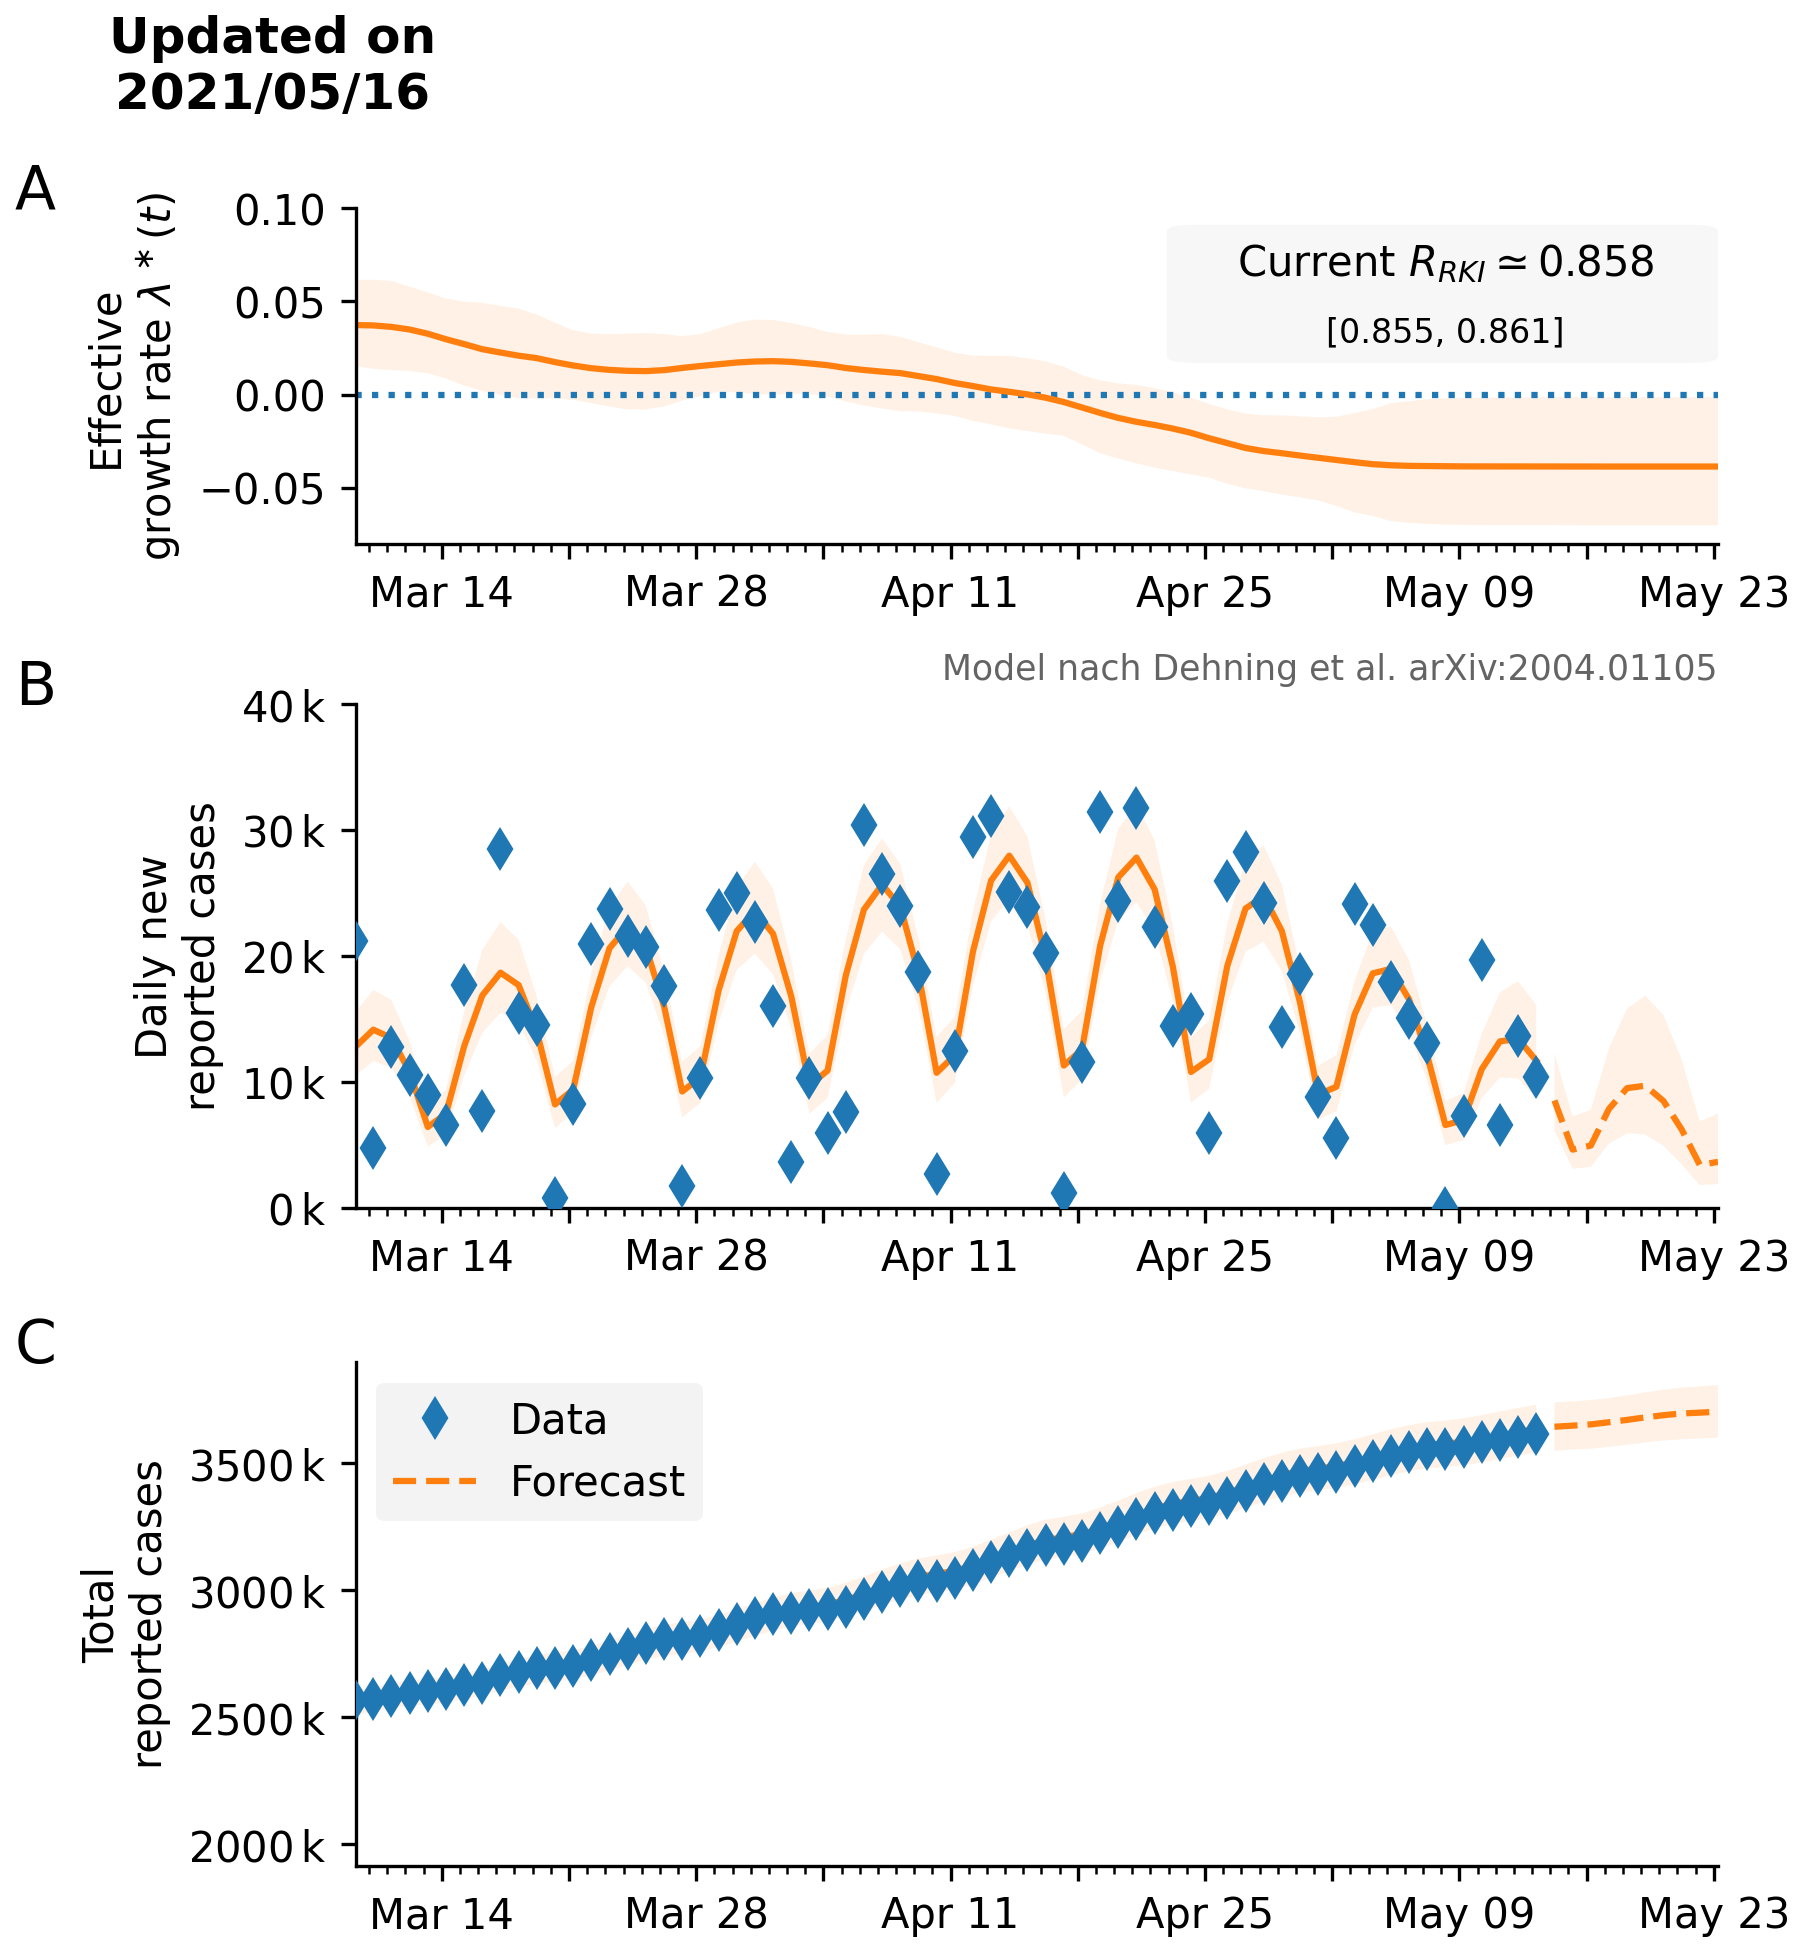 Updated on
2021/05/16
A
Effective
growth rate λ * (t)
0.10
0.05
0.00
−0.05
Current R_RKI ≃ 0.858
[0.855, 0.861]
Mar 14 Mar 28 Apr 11 Apr 25 May 09 May 23
Model nach Dehning et al. arXiv:2004.01105
B
Daily new
reported cases
40 k
30 k
20 k
10 k
0 k
Mar 14 Mar 28 Apr 11 Apr 25 May 09 May 23
C
Total
reported cases
Data
Forecast
3500 k
3000 k
2500 k
2000 k
Mar 14 Mar 28 Apr 11 Apr 25 May 09 May 23